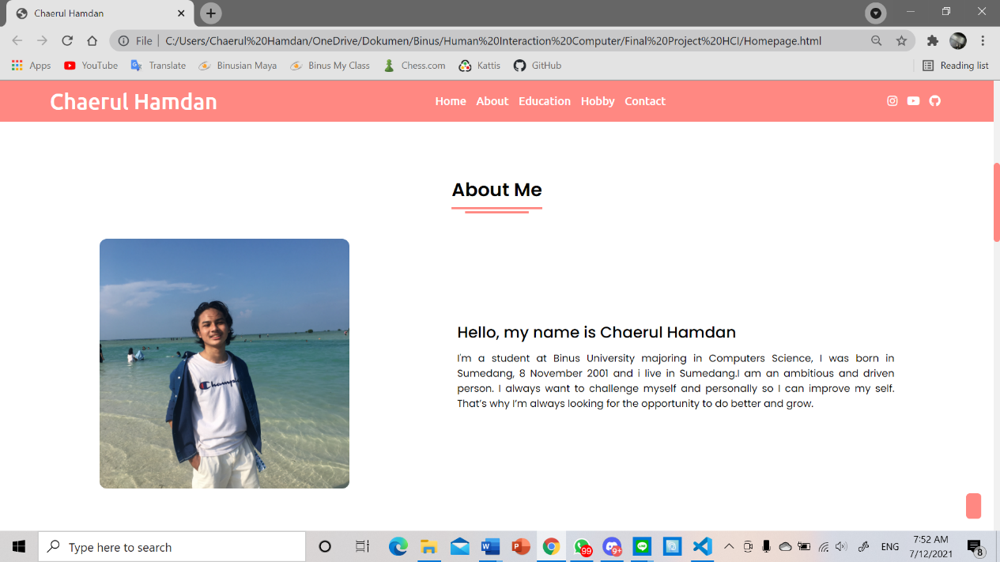 Chaerul Hamdan
File C:/Users/Chaerul%20Hamdan/OneDrive/Dokumen/Binus/Human%20Interaction%20Computer/Final%20Project%20HCI/Homepage.html
Apps YouTube Translate Binusian Maya Binus My Class Chess.com Kattis GitHub Reading list
Chaerul Hamdan Home About Education Hobby Contact
About Me
Champion
Hello, my name is Chaerul Hamdan
I'm a student at Binus University majoring in Computers Science, I was born in
Sumedang, 8 November 2001 and i live in Sumedang.I am an ambitious and driven
person. I always want to challenge myself and personally so I can improve my self.
That's why I'm always looking for the opportunity to do better and grow.
Type here to search 99 9+ ENG 7:52 AM
7/12/2021 8